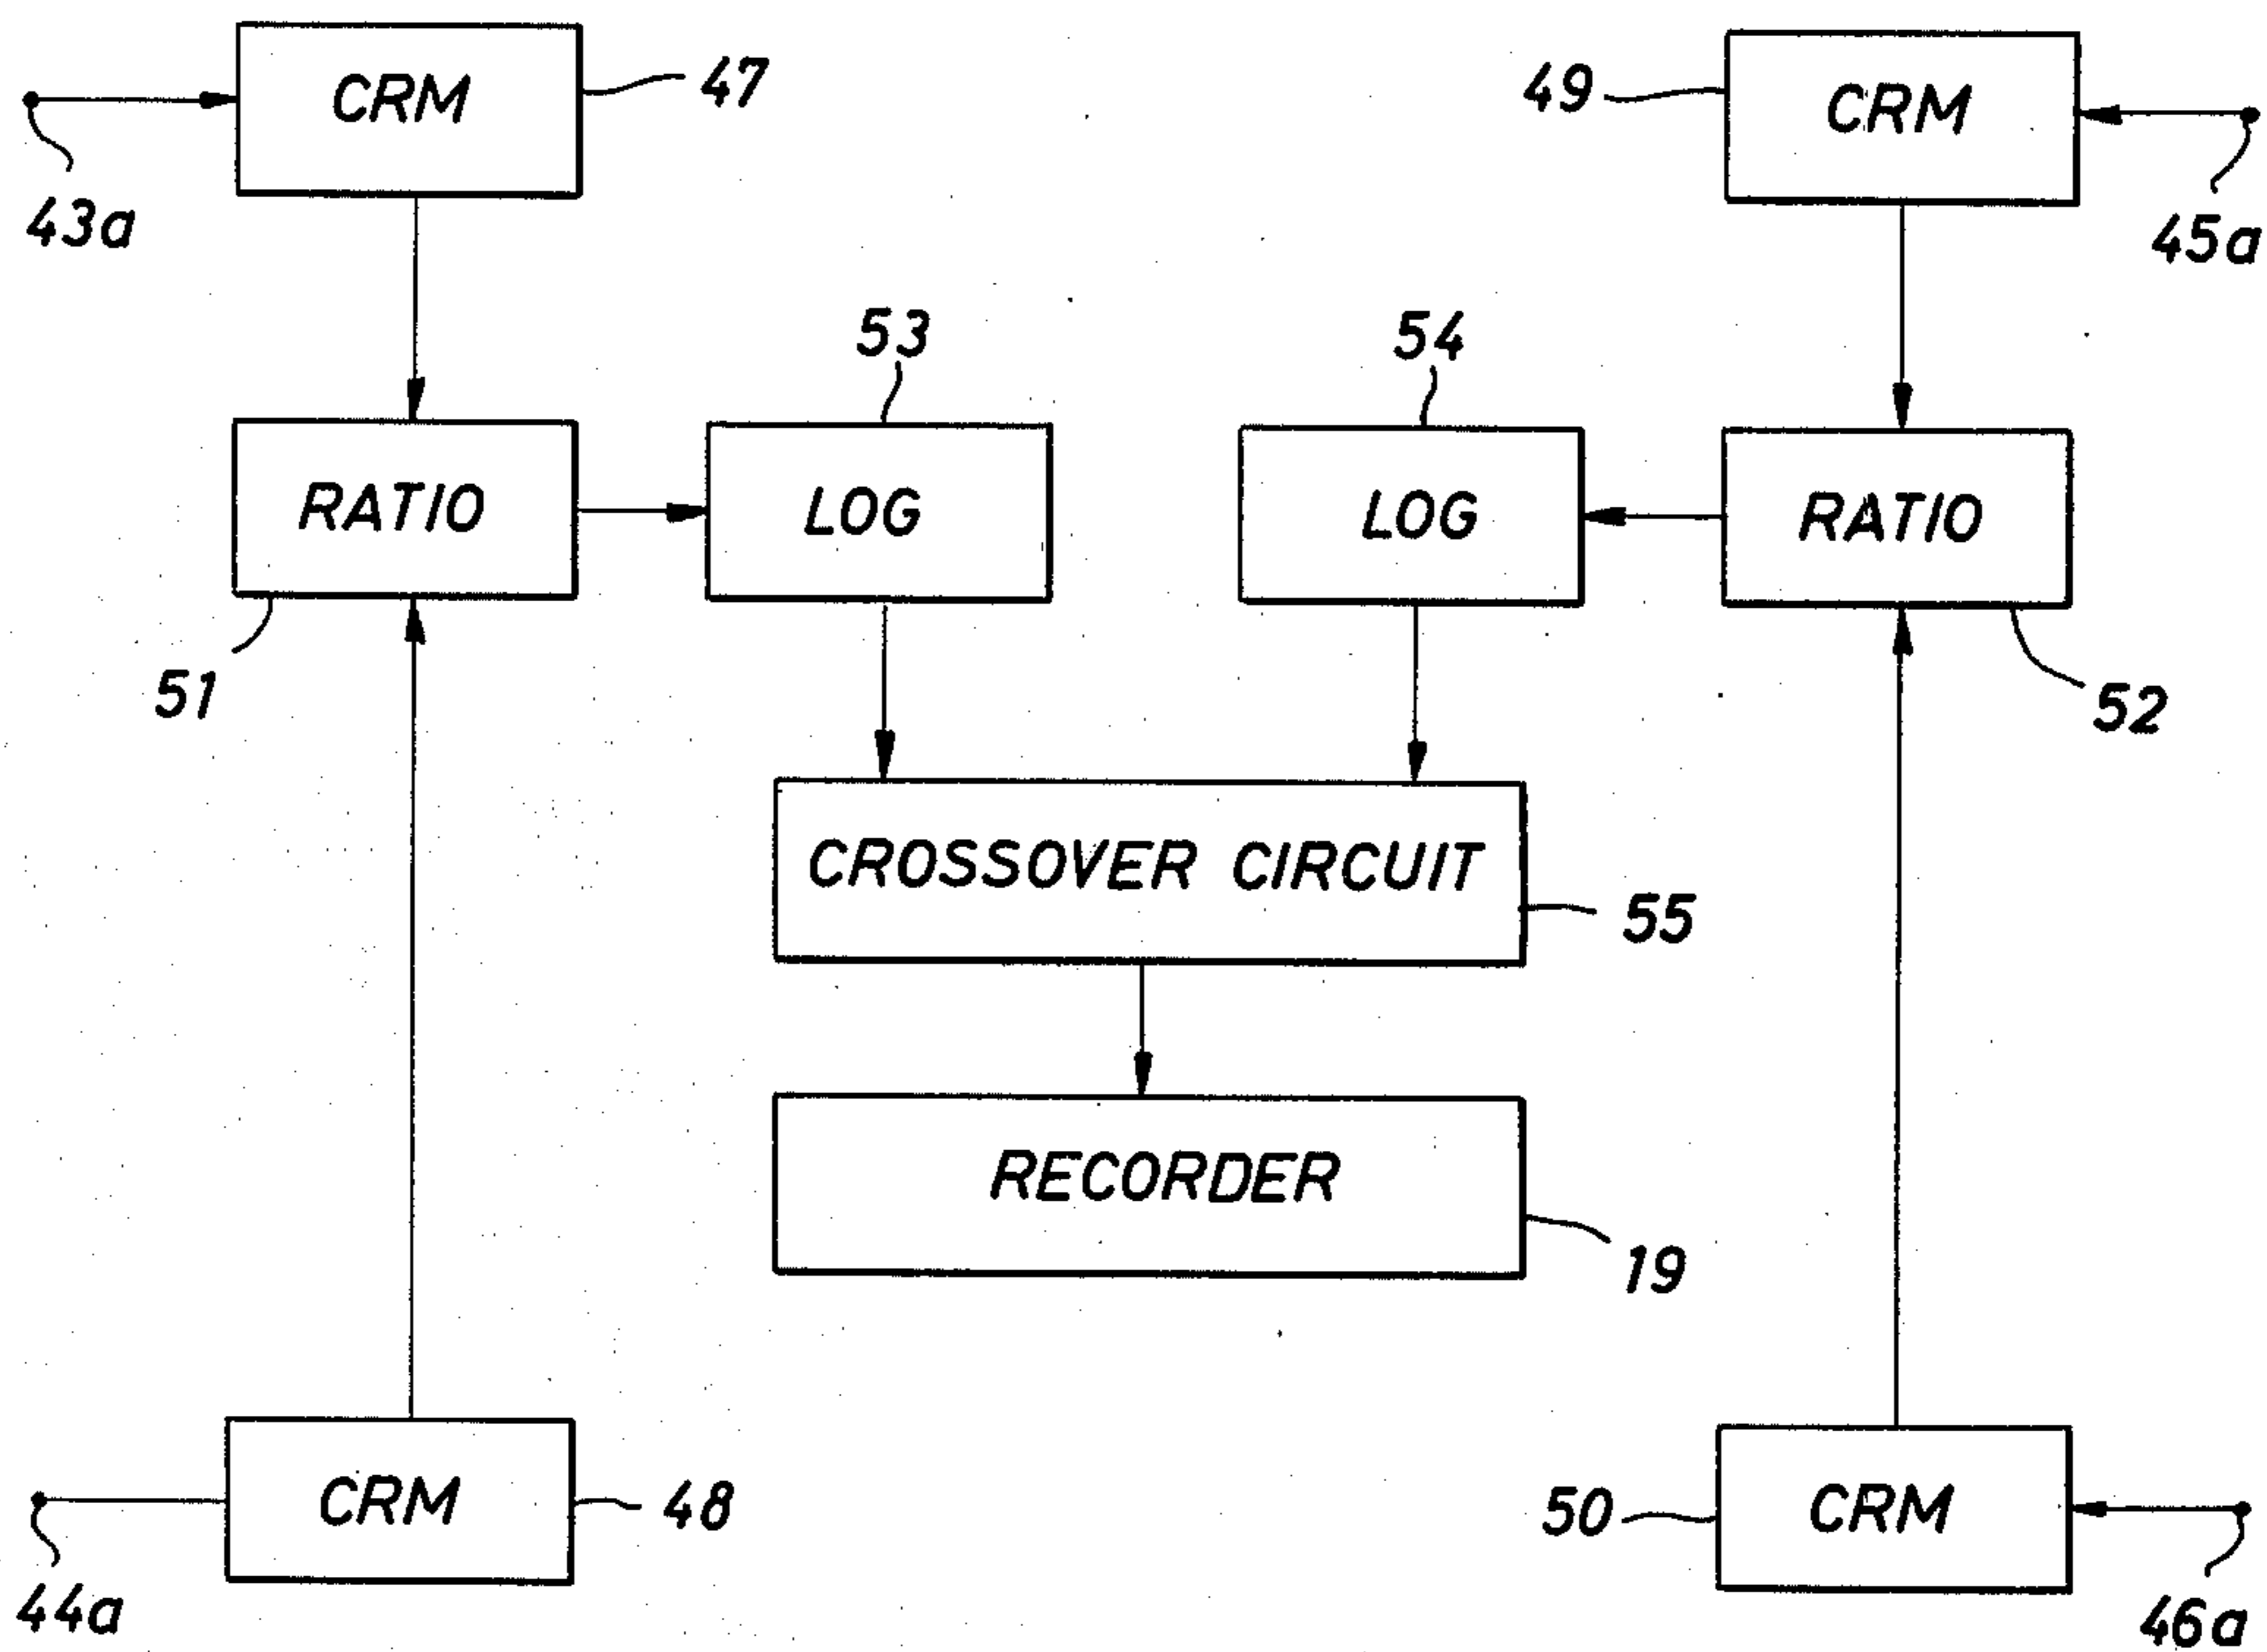 CRM
47
49
CRM
43a
45a
53
54
RATIO
LOG
LOG
RATIO
51
52
CROSSOVER CIRCUIT
55
RECORDER
19
CRM
48
50
CRM
44a
46a